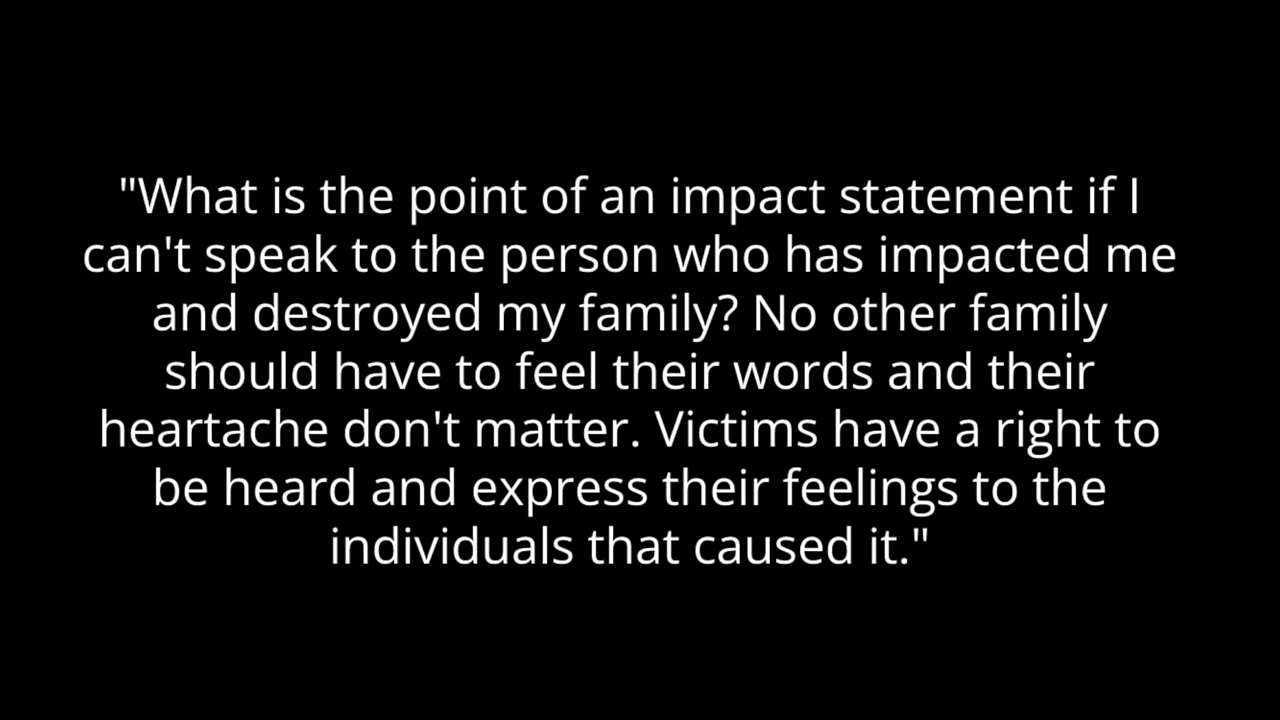 "What is the point of an impact statement if I
can't speak to the person who has impacted me
and destroyed my family? No other family
should have to feel their words and their
heartache don't matter. Victims have a right to
be heard and express their feelings to the
individuals that caused it."